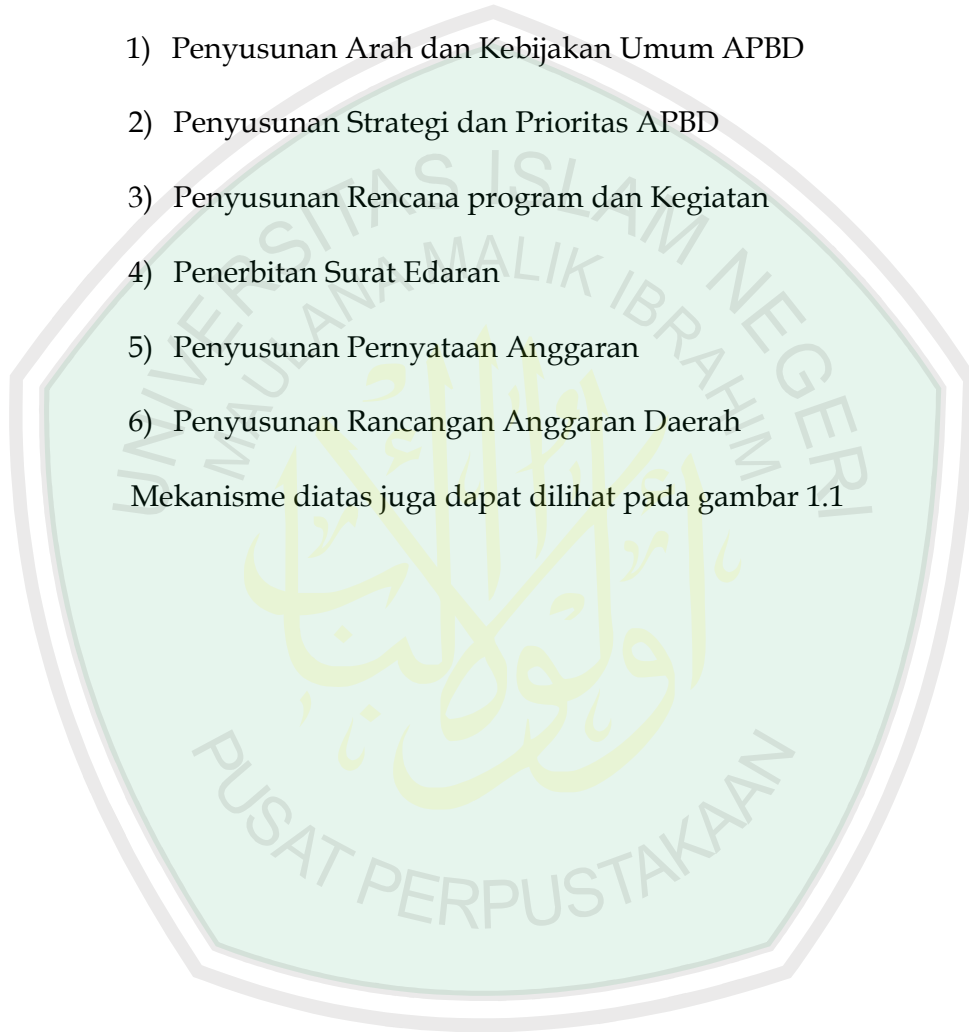 1) Penyusunan Arah dan Kebijakan Umum APBD
2) Penyusunan Strategi dan Prioritas APBD
3) Penyusunan Rencana program dan Kegiatan
4) Penerbitan Surat Edaran
5) Penyusunan Pernyataan Anggaran
6) Penyusunan Rancangan Anggaran Daerah
Mekanisme diatas juga dapat dilihat pada gambar 1.1
UNIVERSITAS ISLAM NEGERI
MAULANA MALIK IBRAHIM
PUSAT PERPUSTAKAAN